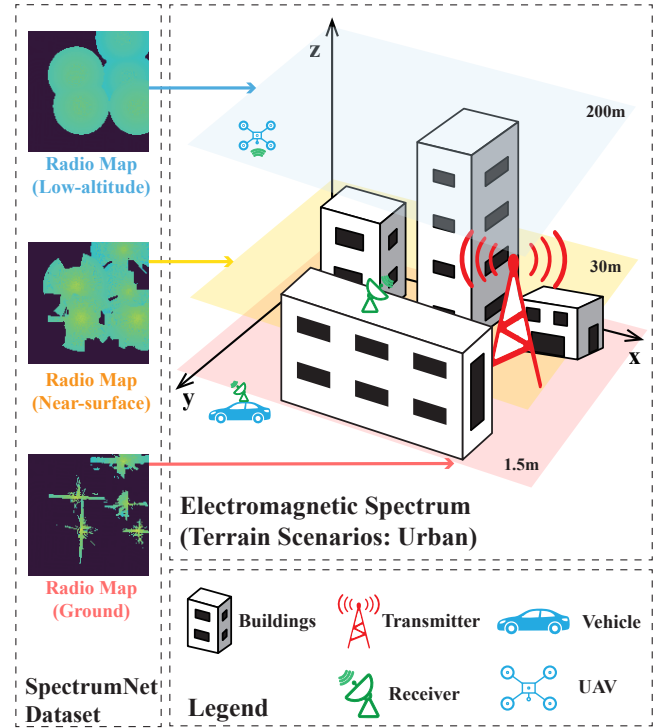 Radio Map
(Low-altitude)
Radio Map
(Near-surface)
Radio Map
(Ground)
SpectrumNet
Dataset
z
200m
30m
x
y
1.5m
Electromagnetic Spectrum
(Terrain Scenarios: Urban)
Buildings
Transmitter
Vehicle
Receiver
UAV
Legend